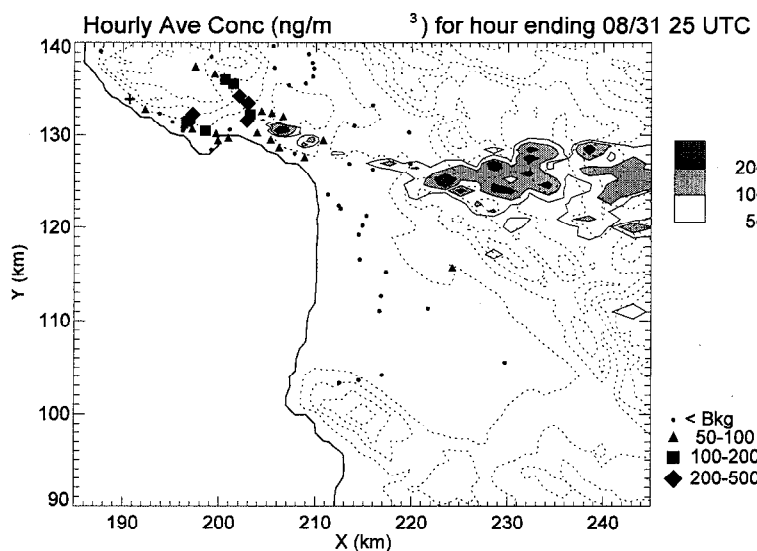 Hourly Ave Conc (ng/m ³) for hour ending 08/31 25 UTC
140
130
120
110
100
90
Y (km)
190 200 210 220 230 240
X (km)
20-
10-
5-
< Bkg
50-100
100-200
200-500